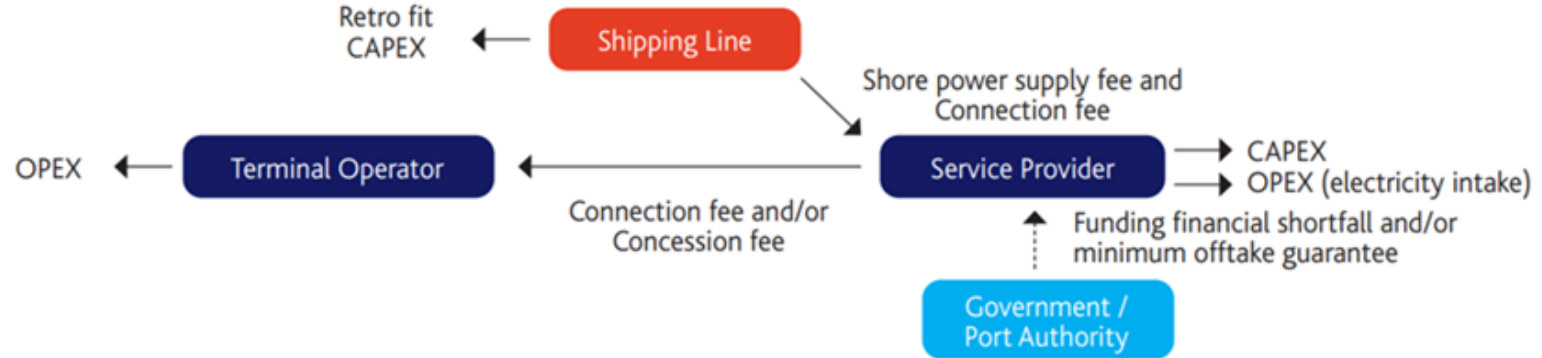 Retro fit
CAPEX
Shipping Line
Shore power supply fee and
Connection fee
OPEX
Terminal Operator
Service Provider
CAPEX
OPEX (electricity intake)
Connection fee and/or
Concession fee
Funding financial shortfall and/or
minimum offtake guarantee
Government /
Port Authority